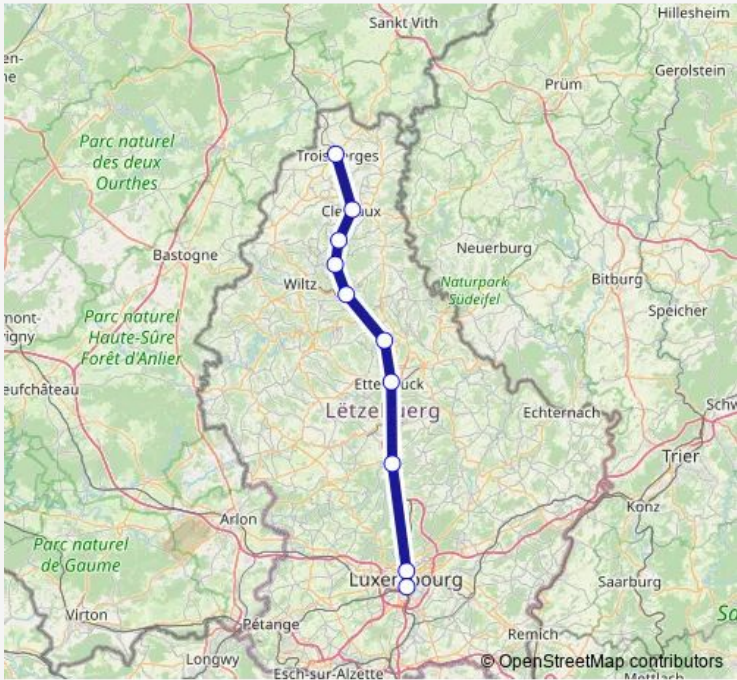 Hillesheim
Sankt Vith
Gerolstein
Prüm
Parc naturel
des deux
Ourthes
Neuerburg
Bastogne
Naturpark
Südeifel
Bitburg
Wiltz
Speicher
Parc naturel
Haute-Sûre
Forêt d'Anlier
Echternach
Trier
Konz
Arlon
Parc naturel
de Gaume
Saarburg
Virton
Pétange
Remich
Longwy
Esch-sur-Alzette
© OpenStreetMap contributors